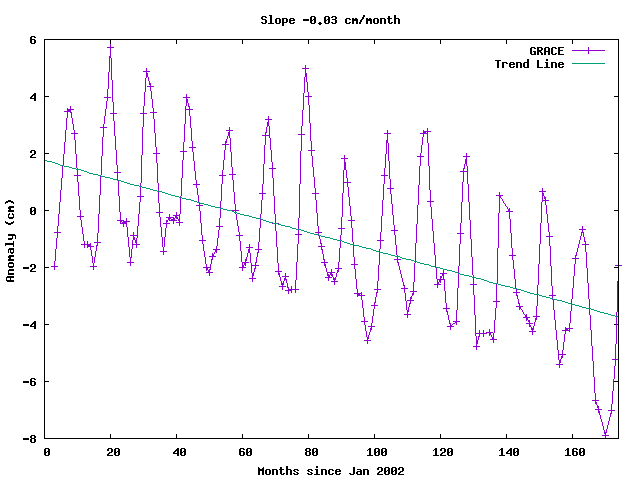 Slope -0.03 cm/month
GRACE
Trend Line
6
4
2
0
-2
-4
-6
-8
Anomaly (cm)
0 20 40 60 80 100 120 140 160
Months since Jan 2002